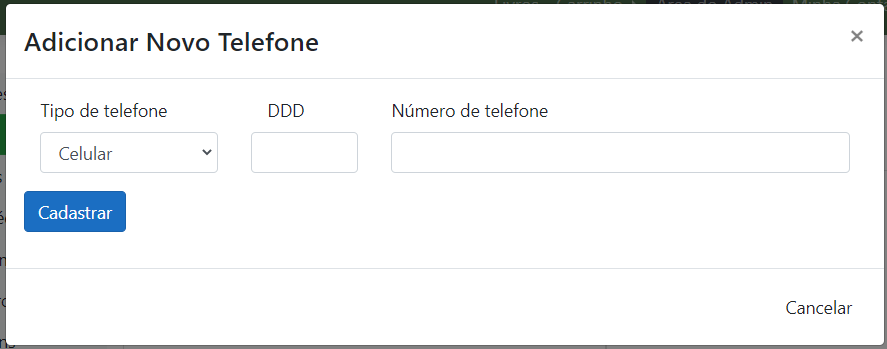 Adicionar Novo Telefone ×
Tipo de telefone DDD Número de telefone
Celular
Cadastrar
Cancelar